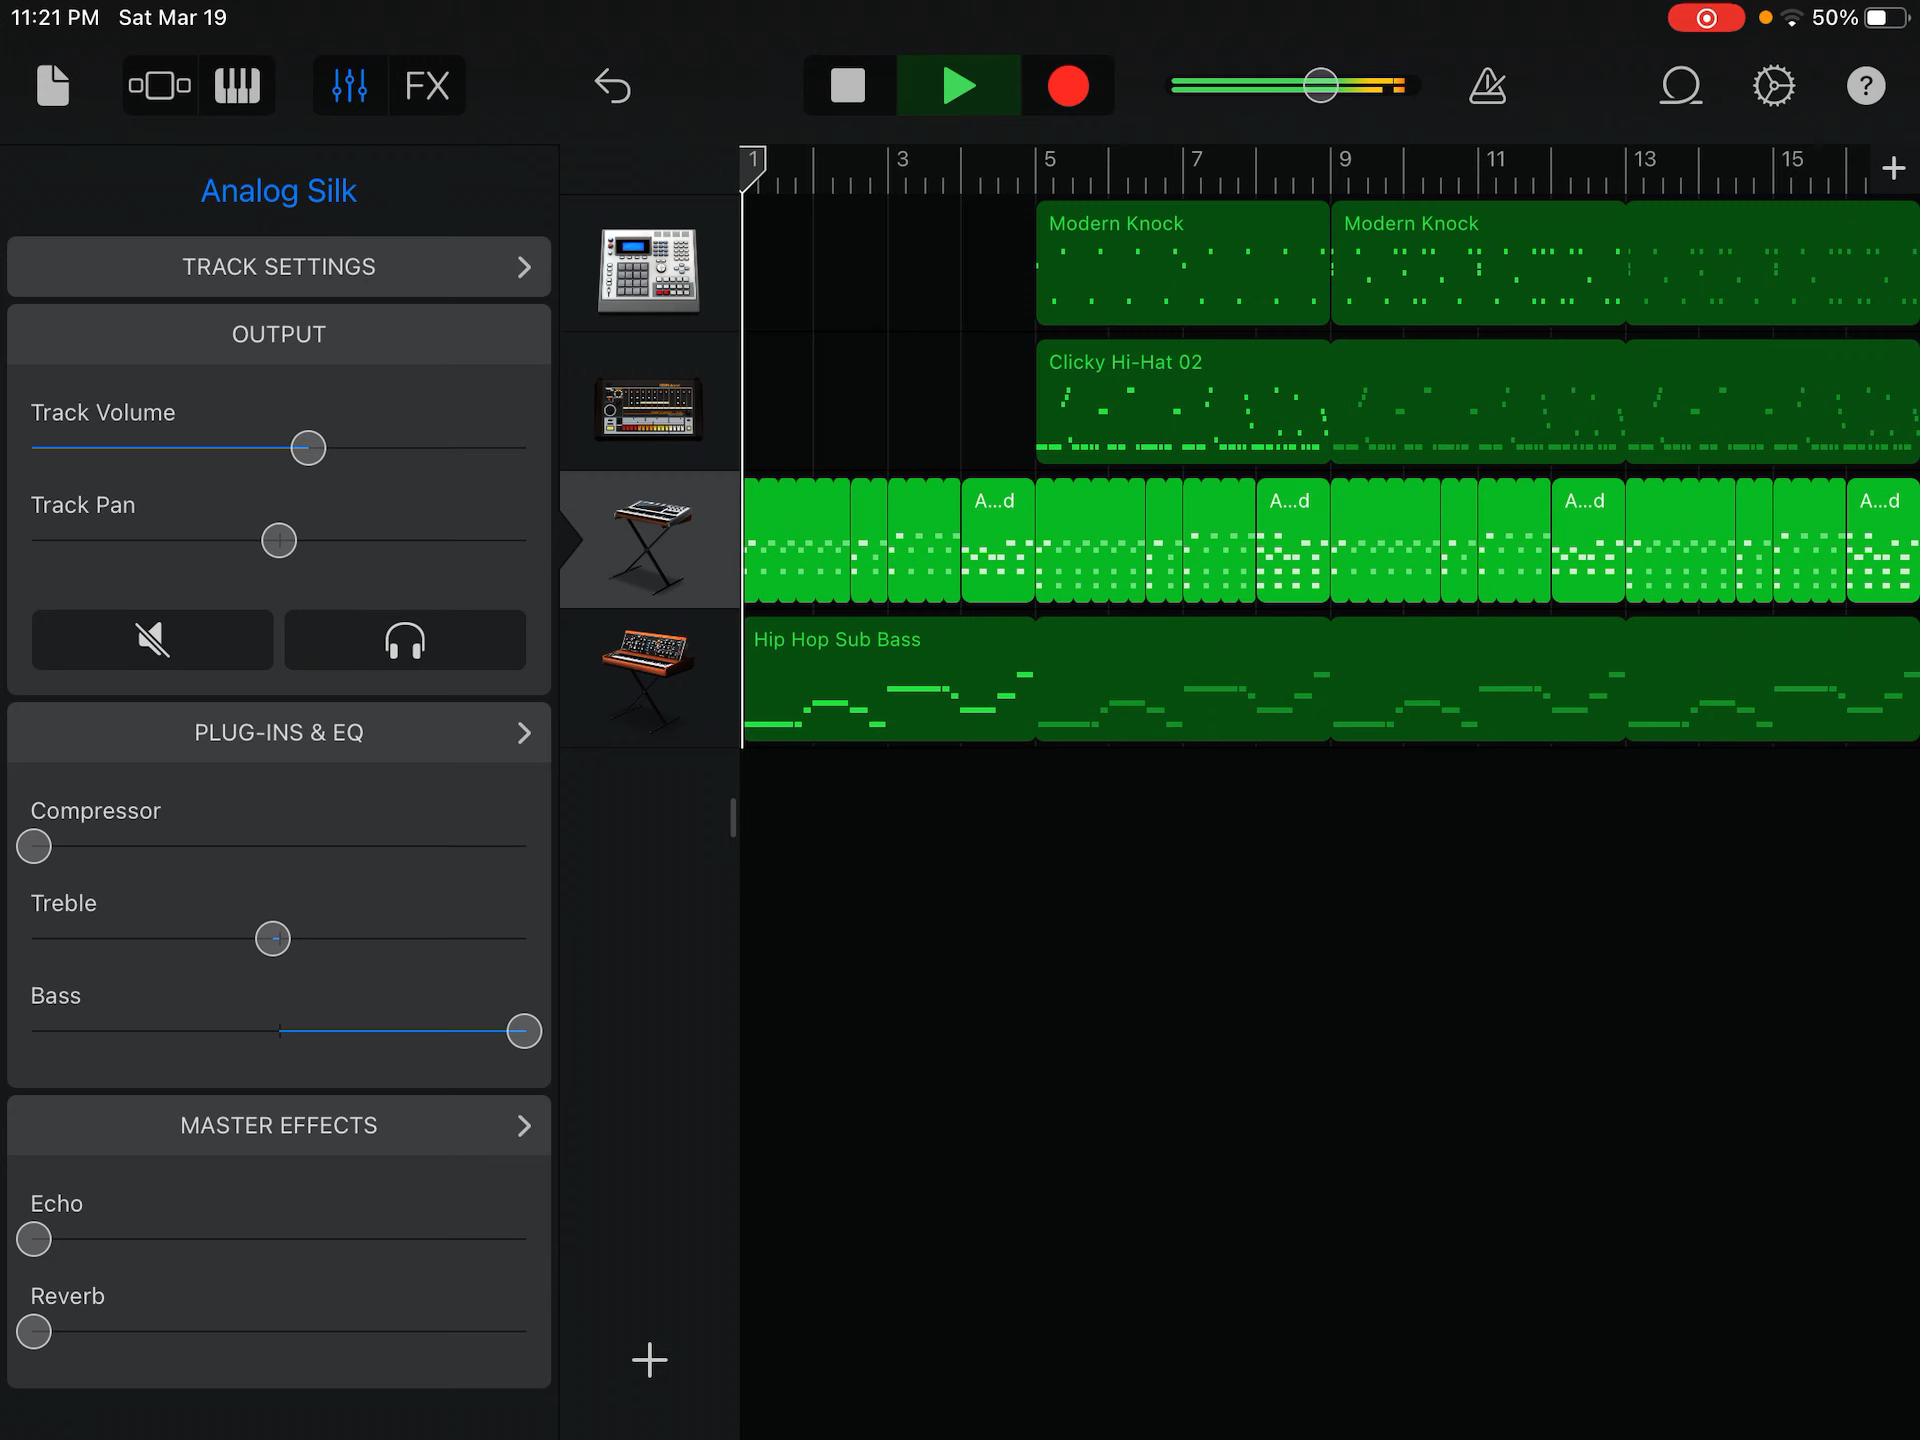 11:21 PM Sat Mar 19
50%
FX
?
1 3 5 7 9 11 13 15
Analog Silk
TRACK SETTINGS
OUTPUT
Track Volume
Track Pan
PLUG-INS & EQ
Compressor
Treble
Bass
MASTER EFFECTS
Echo
Reverb
Modern Knock Modern Knock
Clicky Hi-Hat 02
A...d A...d A...d A...d
Hip Hop Sub Bass